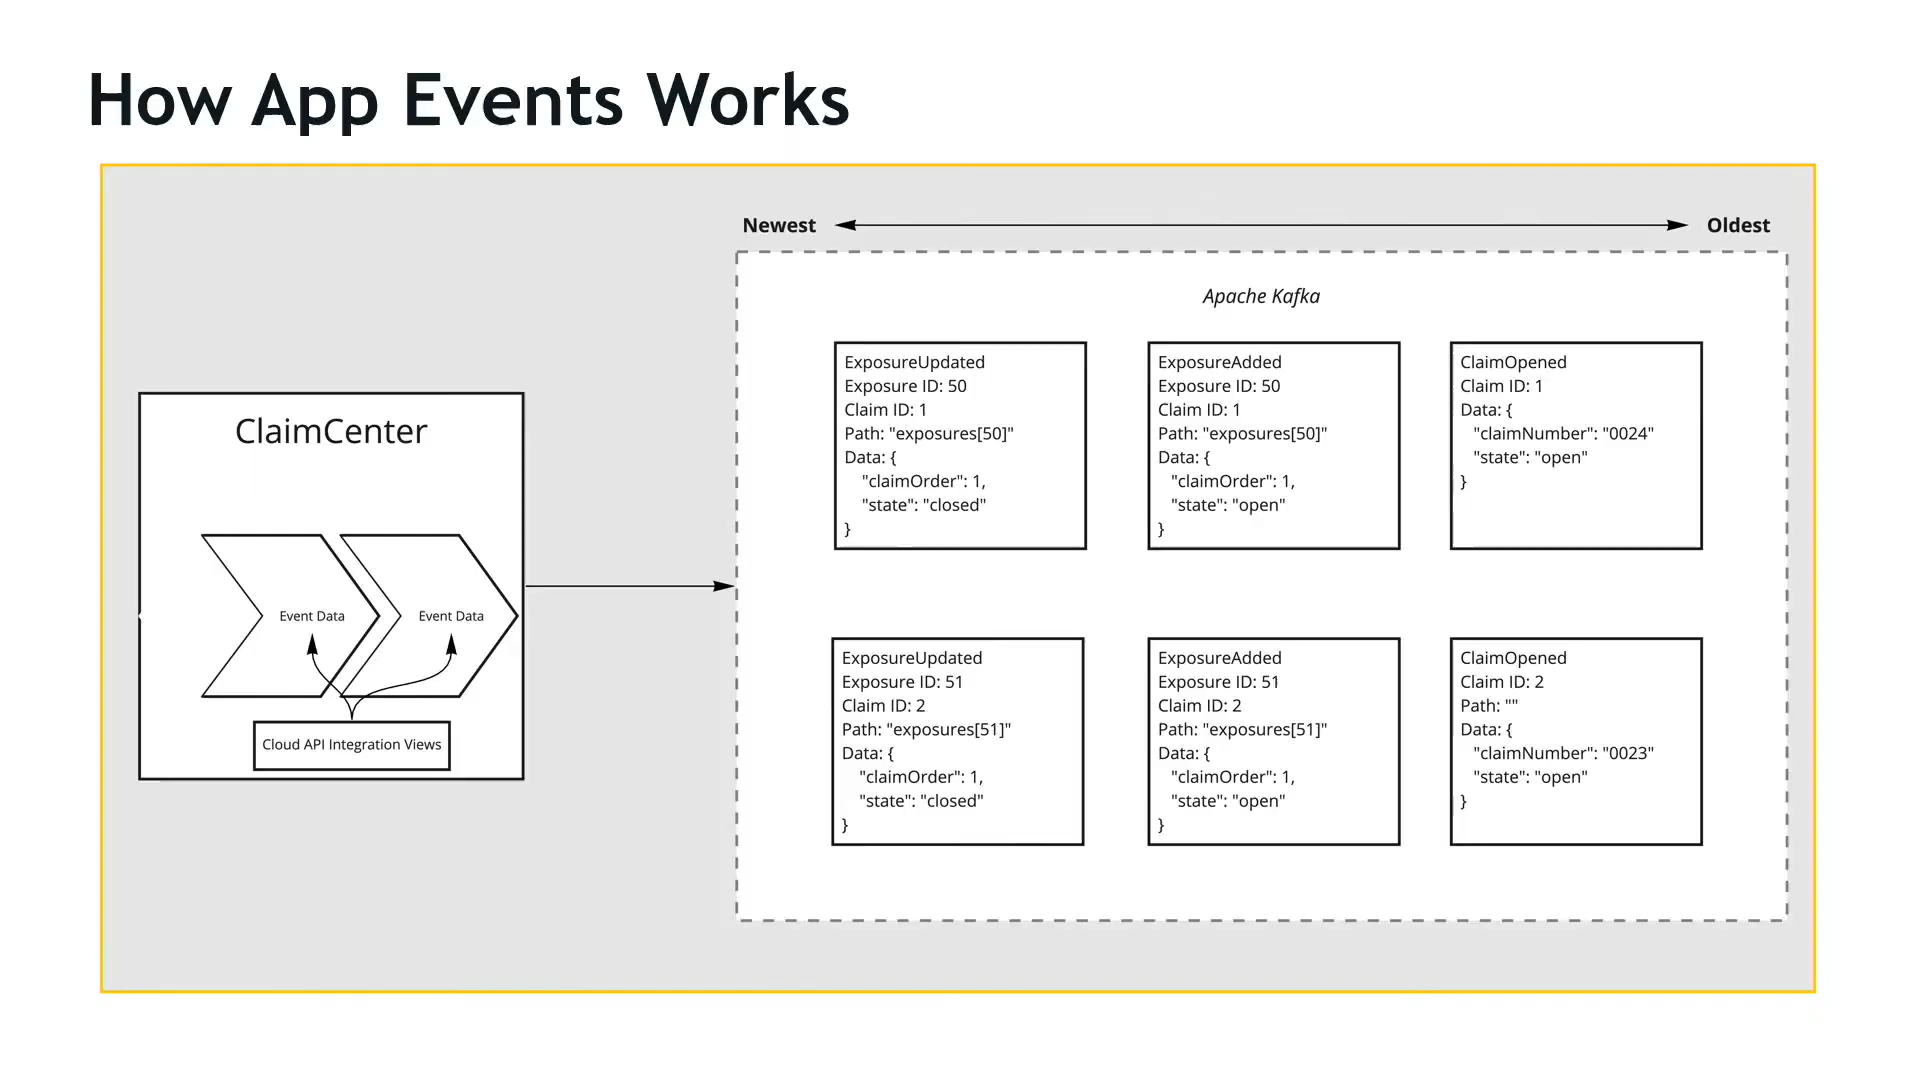 How App Events Works
Newest
Oldest
Apache Kafka
ClaimCenter
Event Data
Event Data
Cloud API Integration Views
ExposureUpdated
Exposure ID: 50
Claim ID: 1
Path: "exposures[50]"
Data: {
"claimOrder": 1,
"state": "closed"
}
ExposureAdded
Exposure ID: 50
Claim ID: 1
Path: "exposures[50]"
Data: {
"claimOrder": 1,
"state": "open"
}
ClaimOpened
Claim ID: 1
Data: {
"claimNumber": "0024"
"state": "open"
}
ExposureUpdated
Exposure ID: 51
Claim ID: 2
Path: "exposures[51]"
Data: {
"claimOrder": 1,
"state": "closed"
}
ExposureAdded
Exposure ID: 51
Claim ID: 2
Path: "exposures[51]"
Data: {
"claimOrder": 1,
"state": "open"
}
ClaimOpened
Claim ID: 2
Path: ""
Data: {
"claimNumber": "0023"
"state": "open"
}